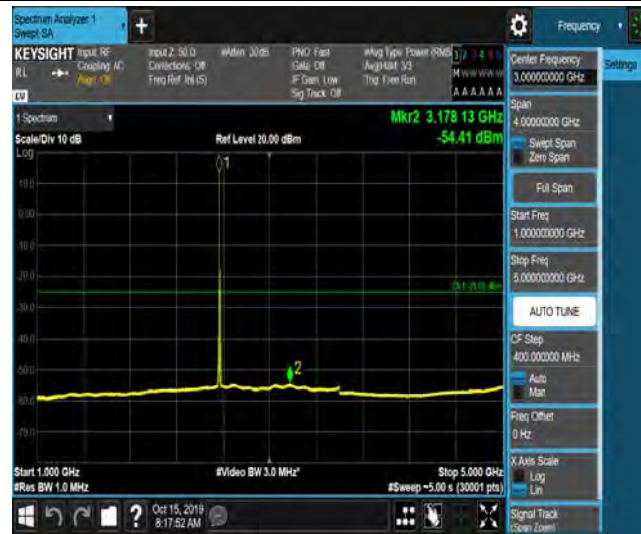 Spectrum Analyzer 1
Swept SA
+
Frequency
KEYSIGHT
RL
Input: RF
Coupling: AC
Align: Off
Input Z: 50 Ω
Corrections: Off
Freq Ref: Int (S)
#Atten: 30 dB
PNO: Fast
Gate: Off
IF Gain: Low
Sig Track: Off
#Avg Type: Power (RMS)
Avg|Hold: 3/3
Trig: Free Run
M W W W W W
A A A A A A
LV
1 Spectrum
Scale/Div 10 dB
Ref Level 20.00 dBm
Mkr2 3.178 13 GHz
-54.41 dBm
Log
1
10.0
0.00
-10.0
-20.0
-30.0
-40.0
-50.0
-60.0
-70.0
2
Start 1.000 GHz
#Video BW 3.0 MHz*
Stop 5.000 GHz
#Res BW 1.0 MHz
#Sweep ~5.00 s (30001 pts)
?
Oct 15, 2019
8:17:52 AM
Center Frequency
3.000000000 GHz
Settings
Span
4.00000000 GHz
Swept Span
Zero Span
Full Span
Start Freq
1.000000000 GHz
Stop Freq
5.000000000 GHz
AUTO TUNE
CF Step
400.000000 MHz
Auto
Man
Freq Offset
0 Hz
X Axis Scale
Log
Lin
Signal Track
(Span Zoom)